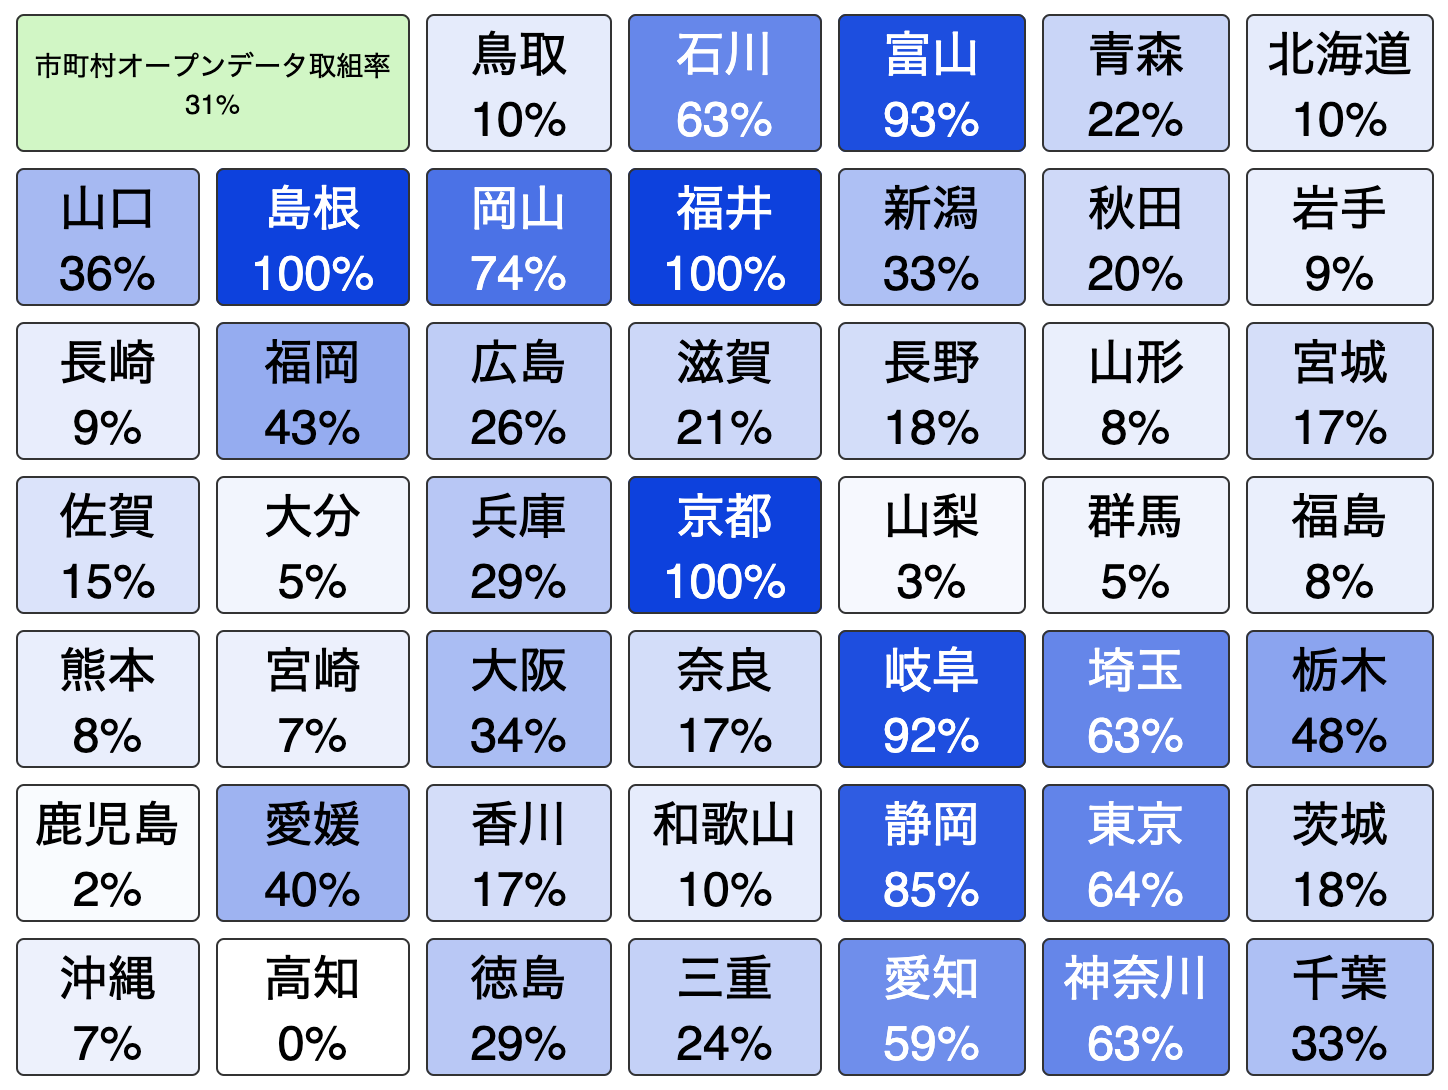 市町村オープンデータ取組率
31%
鳥取
10%
石川
63%
富山
93%
青森
22%
北海道
10%
山口
36%
島根
100%
岡山
74%
福井
100%
新潟
33%
秋田
20%
岩手
9%
長崎
9%
福岡
43%
広島
26%
滋賀
21%
長野
18%
山形
8%
宮城
17%
佐賀
15%
大分
5%
兵庫
29%
京都
100%
山梨
3%
群馬
5%
福島
8%
熊本
8%
宮崎
7%
大阪
34%
奈良
17%
岐阜
92%
埼玉
63%
栃木
48%
鹿児島
2%
愛媛
40%
香川
17%
和歌山
10%
静岡
85%
東京
64%
茨城
18%
沖縄
7%
高知
0%
徳島
29%
三重
24%
愛知
59%
神奈川
63%
千葉
33%